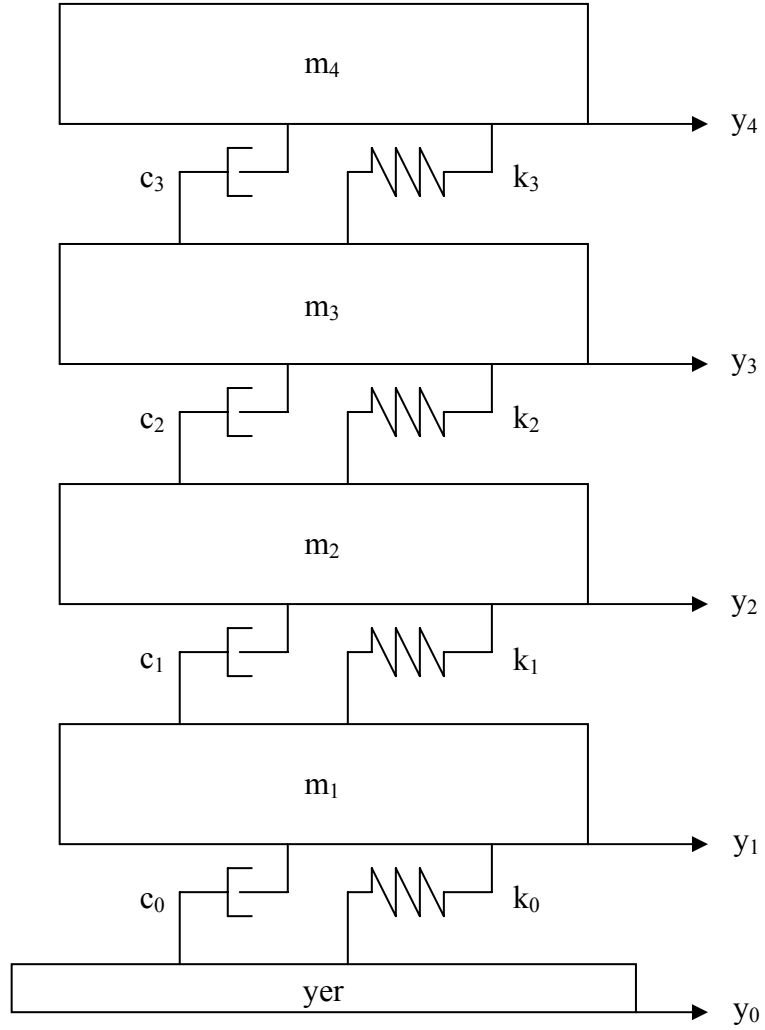 m₄
y₄
c₃
k₃
m₃
y₃
c₂
k₂
m₂
y₂
c₁
k₁
m₁
y₁
c₀
k₀
yer
y₀